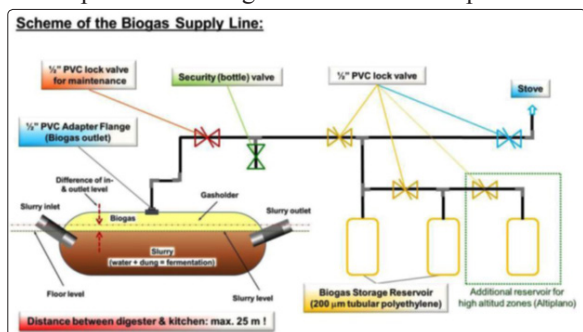 Scheme of the Biogas Supply Line:
½" PVC lock valve
for maintenance
Security (bottle) valve
½" PVC lock valve
Stove
½" PVC Adapter Flange
(Biogas outlet)
Difference of in-
& outlet level
Gasholder
Slurry inlet
Biogas
Slurry outlet
Slurry
(water + dung = fermentation)
Floor level
Slurry level
Biogas Storage Reservoir
(200 µm tubular polyethylene)
Additional reservoir for
high altitud zones (Altiplano)
Distance between digester & kitchen: max. 25 m !